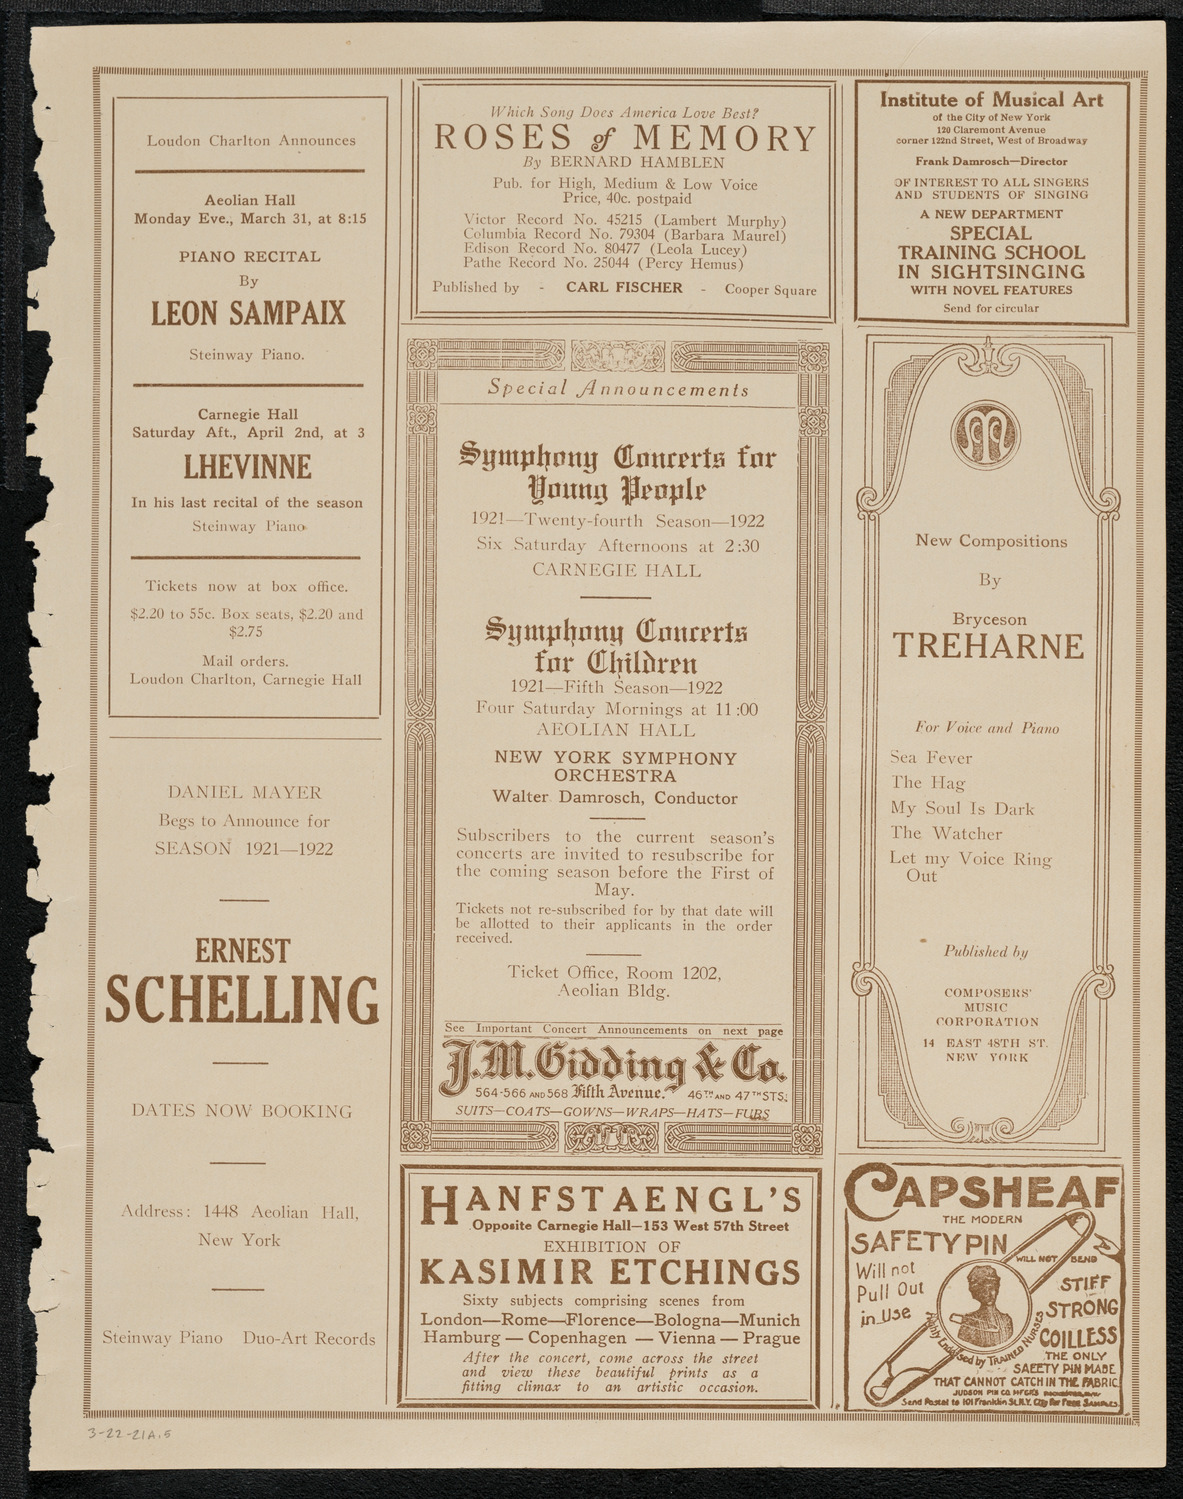 Loudon Charlton Announces
Aeolian Hall
Monday Eve., March 31, at 8:15
PIANO RECITAL
By
LEON SAMPAIX
Steinway Piano.
Carnegie Hall
Saturday Aft., April 2nd, at 3
LHEVINNE
In his last recital of the season
Steinway Piano
Tickets now at box office.
$2.20 to 55c. Box seats, $2.20 and
$2.75
Mail orders.
Loudon Charlton, Carnegie Hall
DANIEL MAYER
Begs to Announce for
SEASON 1921—1922
ERNEST
SCHELLING
DATES NOW BOOKING
Address: 1448 Aeolian Hall,
New York
Steinway Piano Duo-Art Records
Which Song Does America Love Best?
ROSES of MEMORY
By BERNARD HAMBLEN
Pub. for High, Medium & Low Voice
Price, 40c. postpaid
Victor Record No. 45215 (Lambert Murphy)
Columbia Record No. 79304 (Barbara Maurel)
Edison Record No. 80477 (Leola Lucey)
Pathe Record No. 25044 (Percy Hemus)
Published by - CARL FISCHER - Cooper Square
Special Announcements
Symphony Concerts for
Young People
1921—Twenty-fourth Season—1922
Six Saturday Afternoons at 2:30
CARNEGIE HALL
Symphony Concerts
for Children
1921—Fifth Season—1922
Four Saturday Mornings at 11:00
AEOLIAN HALL
NEW YORK SYMPHONY
ORCHESTRA
Walter Damrosch, Conductor
Subscribers to the current season's
concerts are invited to resubscribe for
the coming season before the First of
May.
Tickets not re-subscribed for by that date will
be allotted to their applicants in the order
received.
Ticket Office, Room 1202,
Aeolian Bldg.
See Important Concert Announcements on next page
J.M. Gidding & Co.
564-566 AND 568 Fifth Avenue. 46TH AND 47TH STS.
SUITS—COATS—GOWNS—WRAPS—HATS—FURS
HANFSTAENGL'S
Opposite Carnegie Hall—153 West 57th Street
EXHIBITION OF
KASIMIR ETCHINGS
Sixty subjects comprising scenes from
London—Rome—Florence—Bologna—Munich
Hamburg — Copenhagen — Vienna — Prague
After the concert, come across the street
and view these beautiful prints as a
fitting climax to an artistic occasion.
Institute of Musical Art
of the City of New York
120 Claremont Avenue
corner 122nd Street, West of Broadway
Frank Damrosch—Director
OF INTEREST TO ALL SINGERS
AND STUDENTS OF SINGING
A NEW DEPARTMENT
SPECIAL
TRAINING SCHOOL
IN SIGHTSINGING
WITH NOVEL FEATURES
Send for circular
New Compositions
By
Bryceson
TREHARNE
For Voice and Piano
Sea Fever
The Hag
My Soul Is Dark
The Watcher
Let my Voice Ring
Out
Published by
COMPOSERS'
MUSIC
CORPORATION
14 EAST 48TH ST.
NEW YORK
CAPSHEAF
THE MODERN
SAFETY PIN
WILL NOT BEND
Will not
Pull Out
in Use
STIFF
STRONG
COILLESS
Highly Endorsed by TRAINED NURSES
THE ONLY
SAFETY PIN MADE
THAT CANNOT CATCH IN THE FABRIC.
JUDSON PIN CO. MFGRS
Send Postal to 101 Franklin St. N.Y. City for Free SAMPLES.
3-22-21A.5